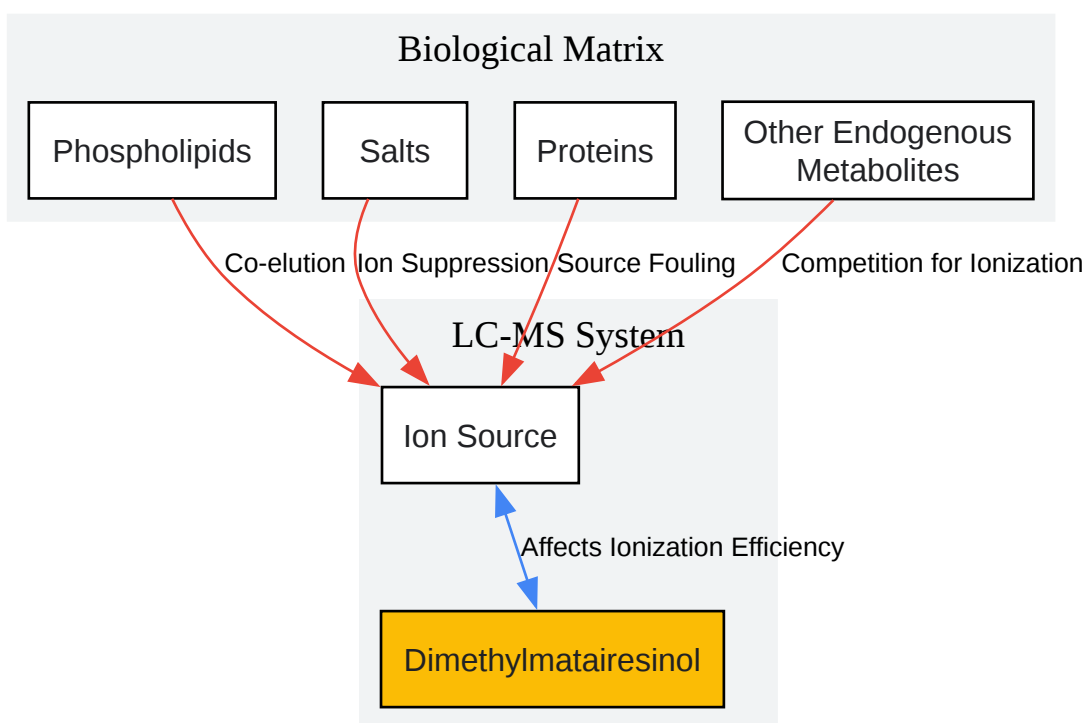 Biological Matrix
Phospholipids
Salts
Proteins
Other Endogenous
Metabolites
Co-elution
Ion Suppression
Source Fouling
Competition for Ionization
LC-MS System
Ion Source
Affects Ionization Efficiency
Dimethylmatairesinol